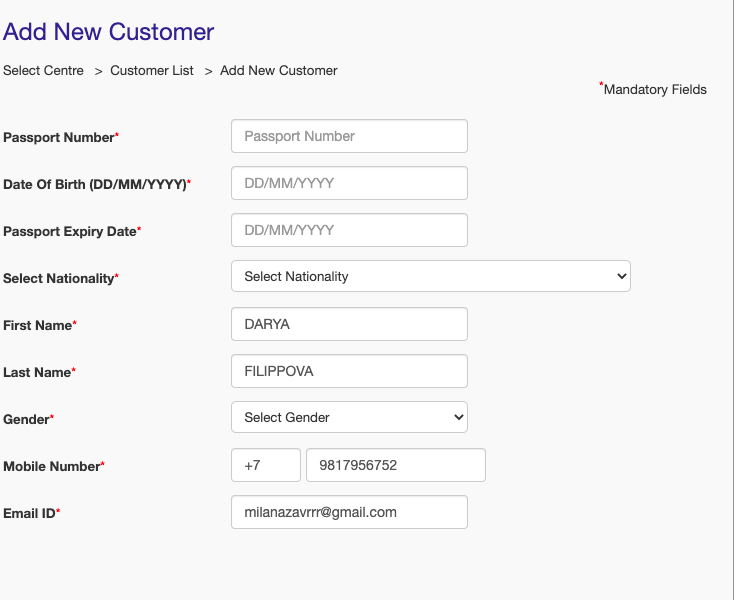 Add New Customer
Select Centre > Customer List > Add New Customer
*Mandatory Fields
Passport Number* Passport Number
Date Of Birth (DD/MM/YYYY)* DD/MM/YYYY
Passport Expiry Date* DD/MM/YYYY
Select Nationality* Select Nationality
First Name* DARYA
Last Name* FILIPPOVA
Gender* Select Gender
Mobile Number* +7 9817956752
Email ID* milanazavrrr@gmail.com